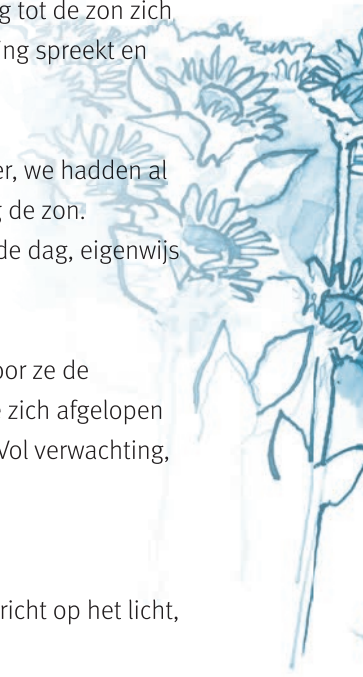 g tot de zon zich
ing spreekt en
er, we hadden al
g de zon.
de dag, eigenwijs
oor ze de
e zich afgelopen
Vol verwachting,
richt op het licht,